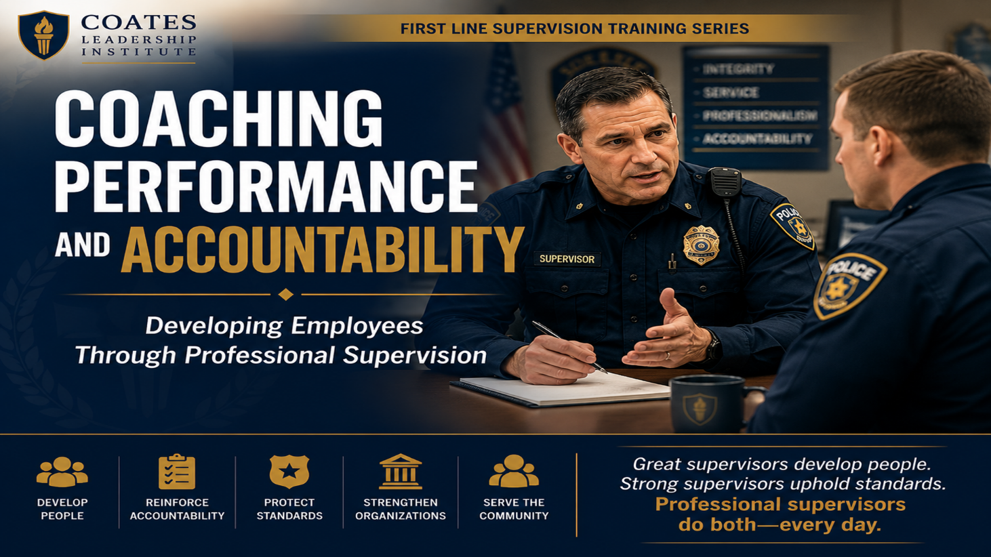 COATES
LEADERSHIP
INSTITUTE
FIRST LINE SUPERVISION TRAINING SERIES
COACHING
PERFORMANCE
AND ACCOUNTABILITY
Developing Employees
Through Professional Supervision
· INTEGRITY
· SERVICE
· PROFESSIONALISM
· ACCOUNTABILITY
SUPERVISOR
POLICE
POLICE
DEVELOP
PEOPLE
REINFORCE
ACCOUNTABILITY
PROTECT
STANDARDS
STRENGTHEN
ORGANIZATIONS
SERVE THE
COMMUNITY
Great supervisors develop people.
Strong supervisors uphold standards.
Professional supervisors
do both—every day.